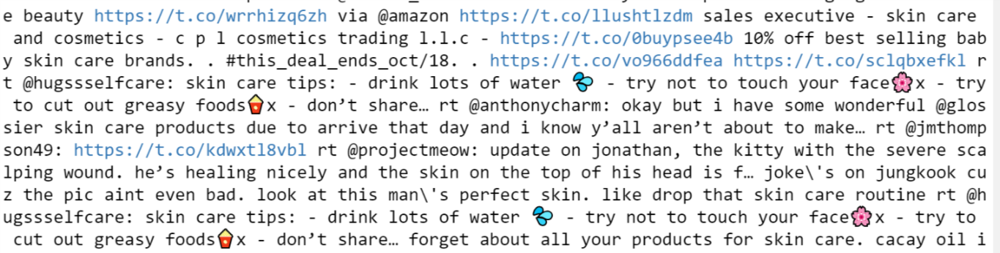 e beauty https://t.co/wrrhizq6zh via @amazon https://t.co/llushtlzdm sales executive - skin care
and cosmetics - c p l cosmetics trading l.l.c - https://t.co/0buypsee4b 10% off best selling bab
y skin care brands. . #this_deal_ends_oct/18. . https://t.co/vo966ddfea https://t.co/sclqbxefkl r
t @hugssselfcare: skin care tips: - drink lots of water 💦 - try not to touch your face🌸x - try
to cut out greasy foods🍿x - don’t share… rt @anthonycharm: okay but i have some wonderful @glos
sier skin care products due to arrive that day and i know y’all aren’t about to make… rt @jmthomp
son49: https://t.co/kdwxtl8vbl rt @projectmeow: update on jonathan, the kitty with the severe sca
lping wound. he’s healing nicely and the skin on the top of his head is f… joke\'s on jungkook cu
z the pic aint even bad. look at this man\'s perfect skin. like drop that skin care routine rt @h
ugssselfcare: skin care tips: - drink lots of water 💦 - try not to touch your face🌸x - try to
cut out greasy foods🍿x - don’t share… forget about all your products for skin care. cacay oil i